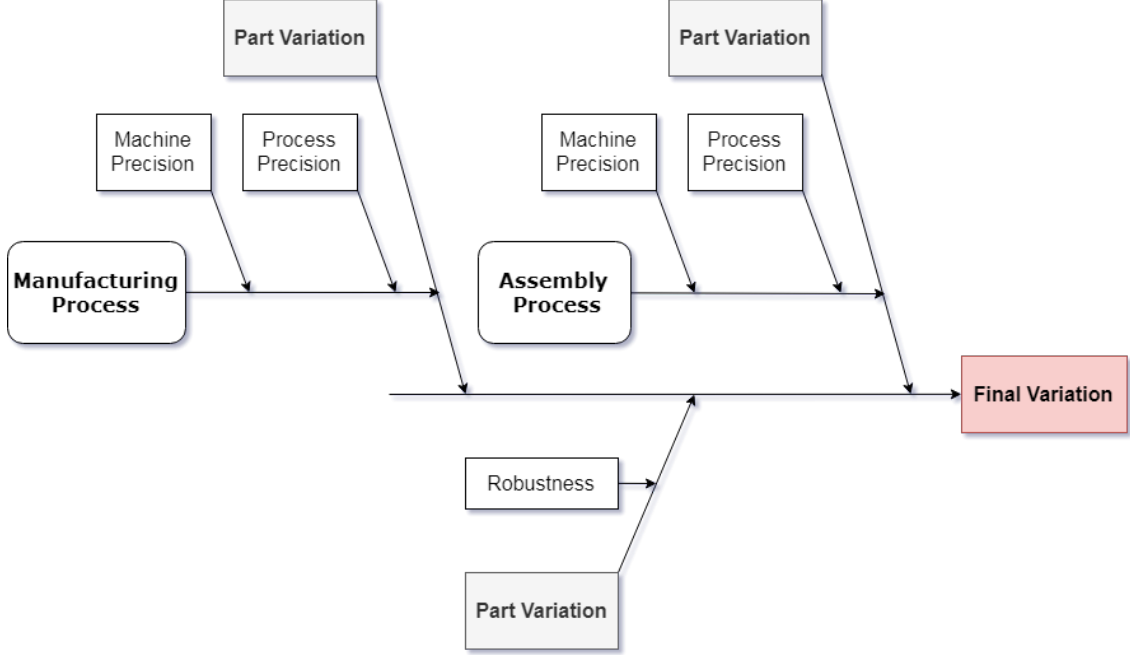 Part Variation
Part Variation
Machine
Precision
Process
Precision
Machine
Precision
Process
Precision
Manufacturing
Process
Assembly
Process
Final Variation
Robustness
Part Variation